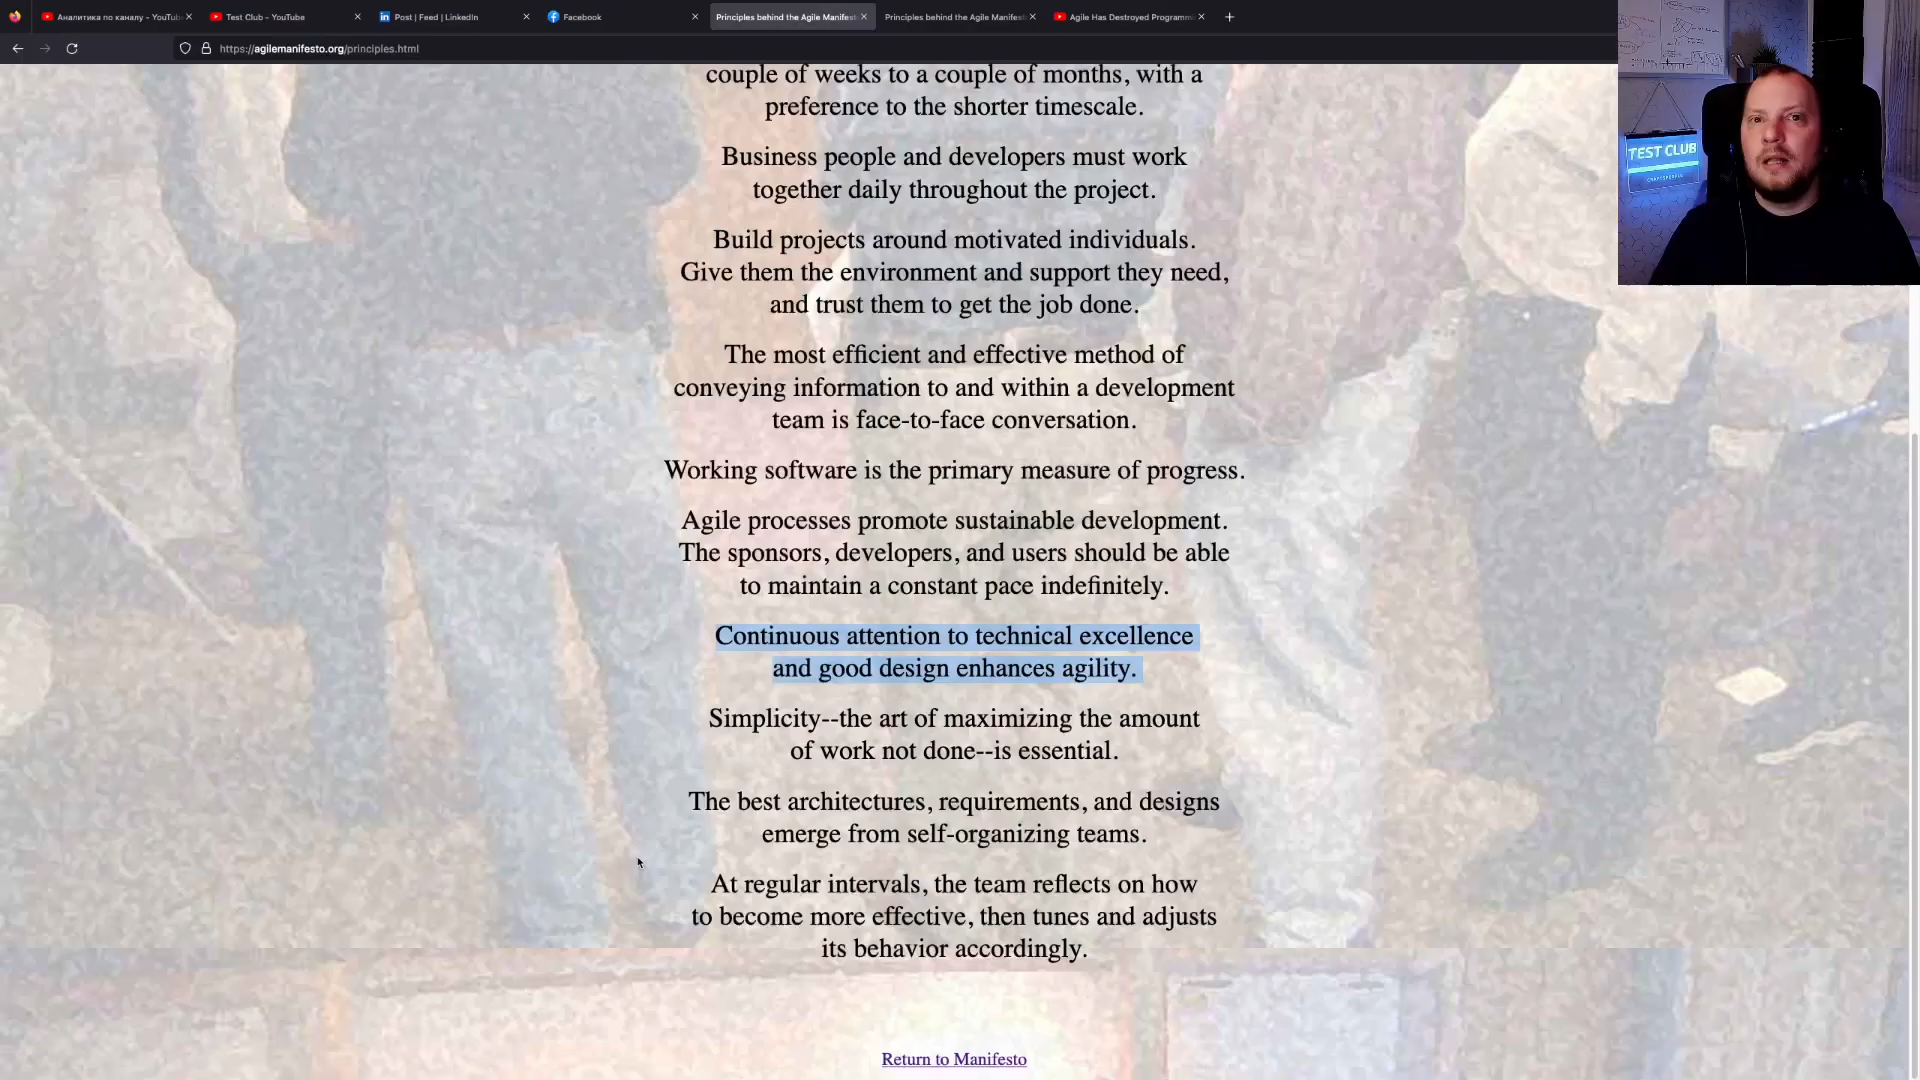 Аналитика по каналу - YouTub
Test Club - YouTube
Post | Feed | LinkedIn
Facebook
Principles behind the Agile Manifest
Principles behind the Agile Manifest
Agile Has Destroyed Programm
https://agilemanifesto.org/principles.html
couple of weeks to a couple of months, with a
preference to the shorter timescale.
Business people and developers must work
together daily throughout the project.
Build projects around motivated individuals.
Give them the environment and support they need,
and trust them to get the job done.
The most efficient and effective method of
conveying information to and within a development
team is face-to-face conversation.
Working software is the primary measure of progress.
Agile processes promote sustainable development.
The sponsors, developers, and users should be able
to maintain a constant pace indefinitely.
Continuous attention to technical excellence
and good design enhances agility.
Simplicity--the art of maximizing the amount
of work not done--is essential.
The best architectures, requirements, and designs
emerge from self-organizing teams.
At regular intervals, the team reflects on how
to become more effective, then tunes and adjusts
its behavior accordingly.
Return to Manifesto
TEST CLUB